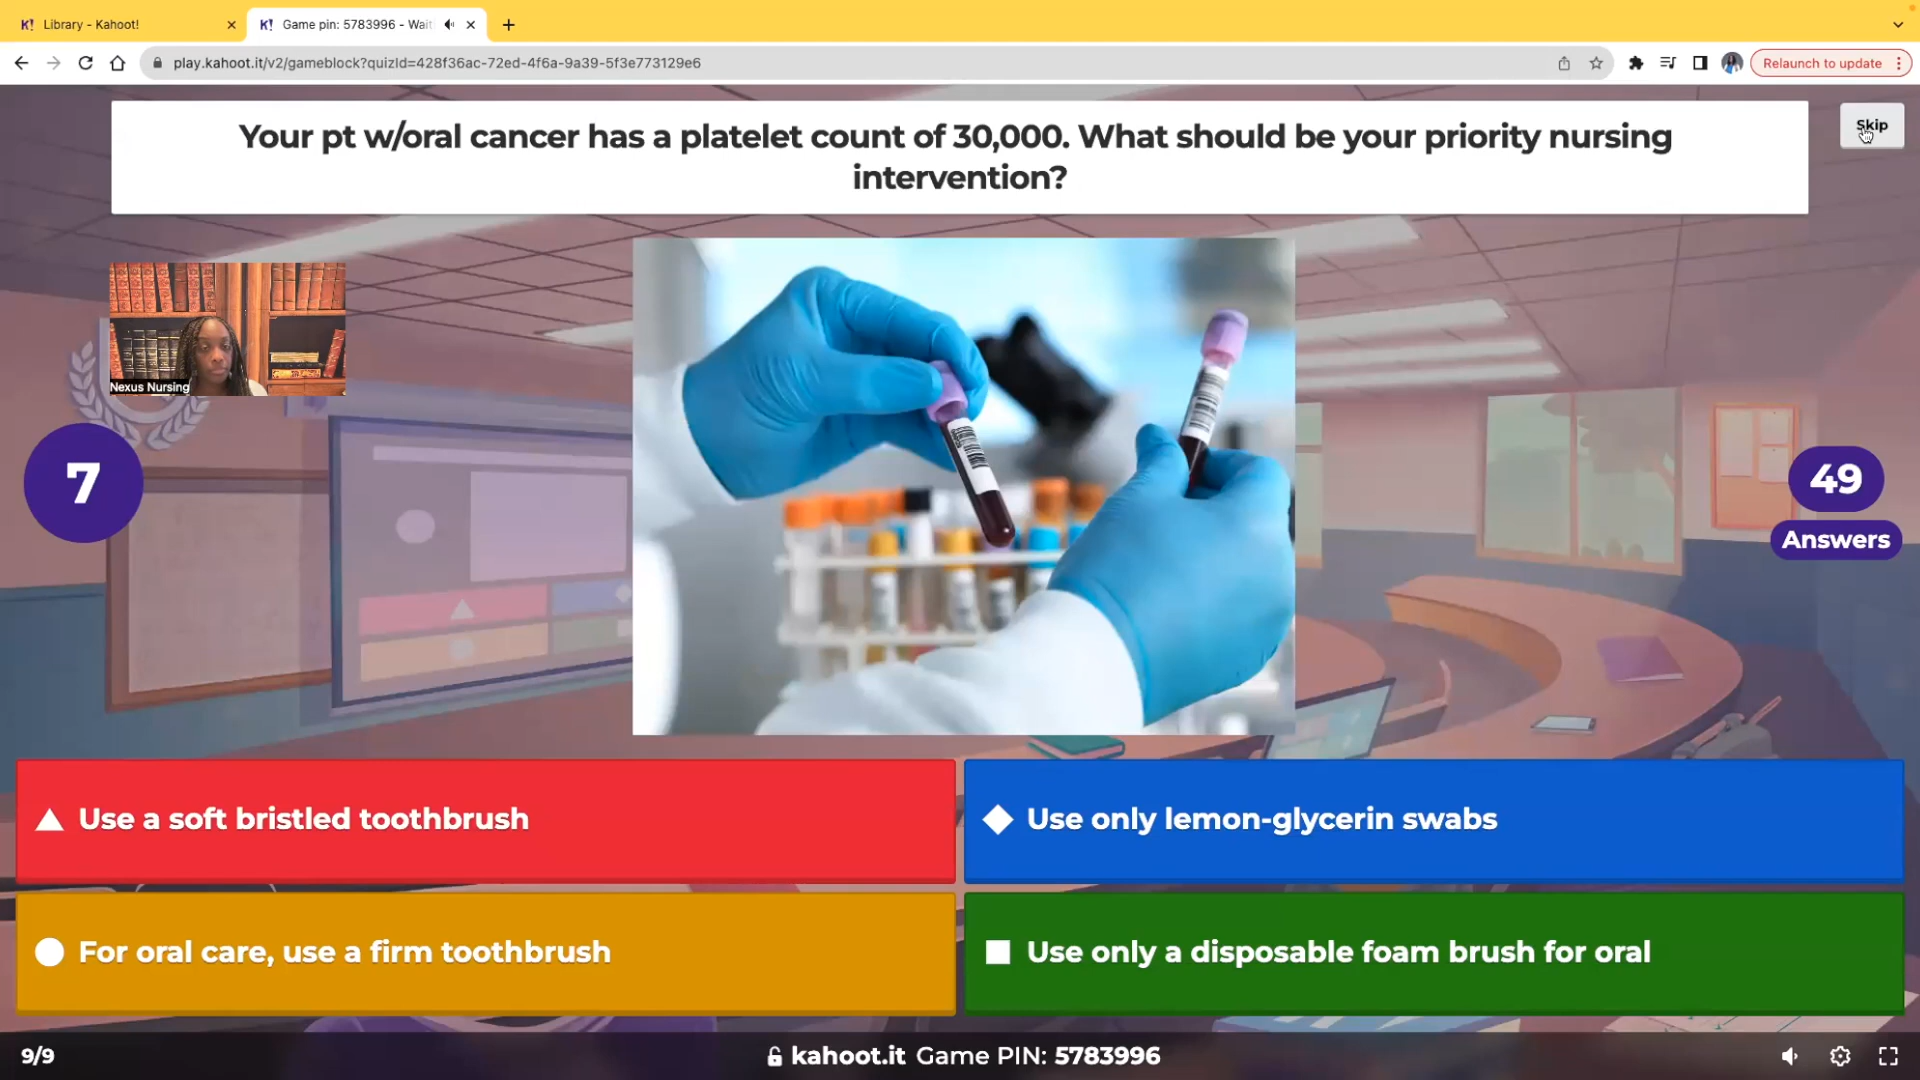 Library - Kahoot!
Game pin: 5783996 - Wait
play.kahoot.it/v2/gameblock?quizId=428f36ac-72ed-4f6a-9a39-5f3e773129e6
Relaunch to update
Your pt w/oral cancer has a platelet count of 30,000. What should be your priority nursing
intervention?
Skip
Nexus Nursing
7
49
Answers
Use a soft bristled toothbrush
Use only lemon-glycerin swabs
For oral care, use a firm toothbrush
Use only a disposable foam brush for oral
9/9
kahoot.it Game PIN: 5783996